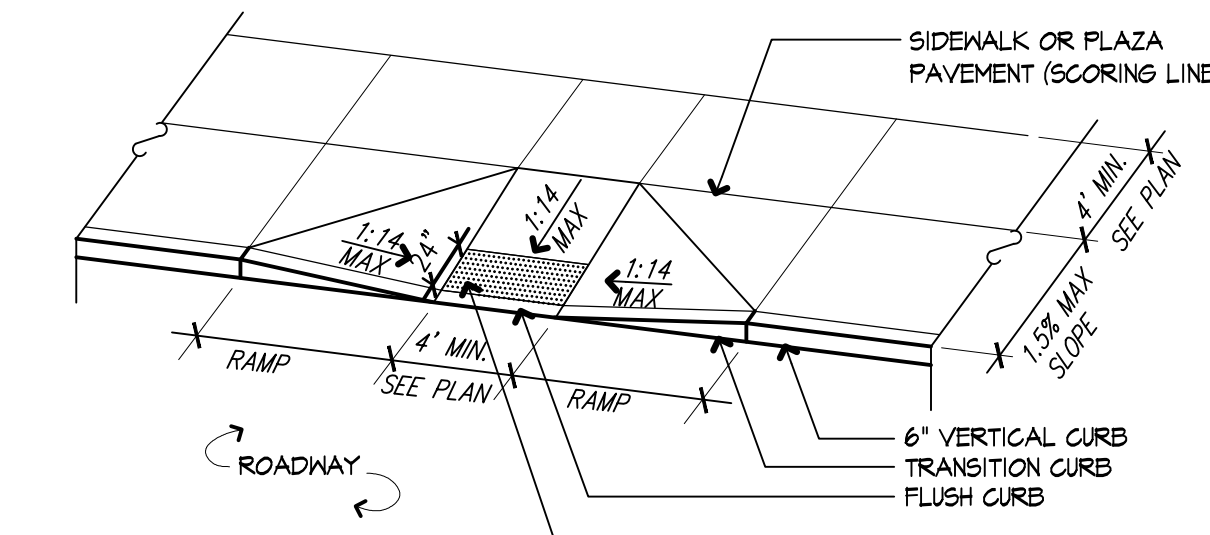 SIDEWALK OR PLAZA
PAVEMENT (SCORING LINE
4' MIN.
SEE PLAN
1:14
MAX
1:14
MAX
24"
1:14
MAX
1.5% MAX
SLOPE
RAMP
4' MIN.
SEE PLAN
RAMP
6" VERTICAL CURB
TRANSITION CURB
FLUSH CURB
ROADWAY